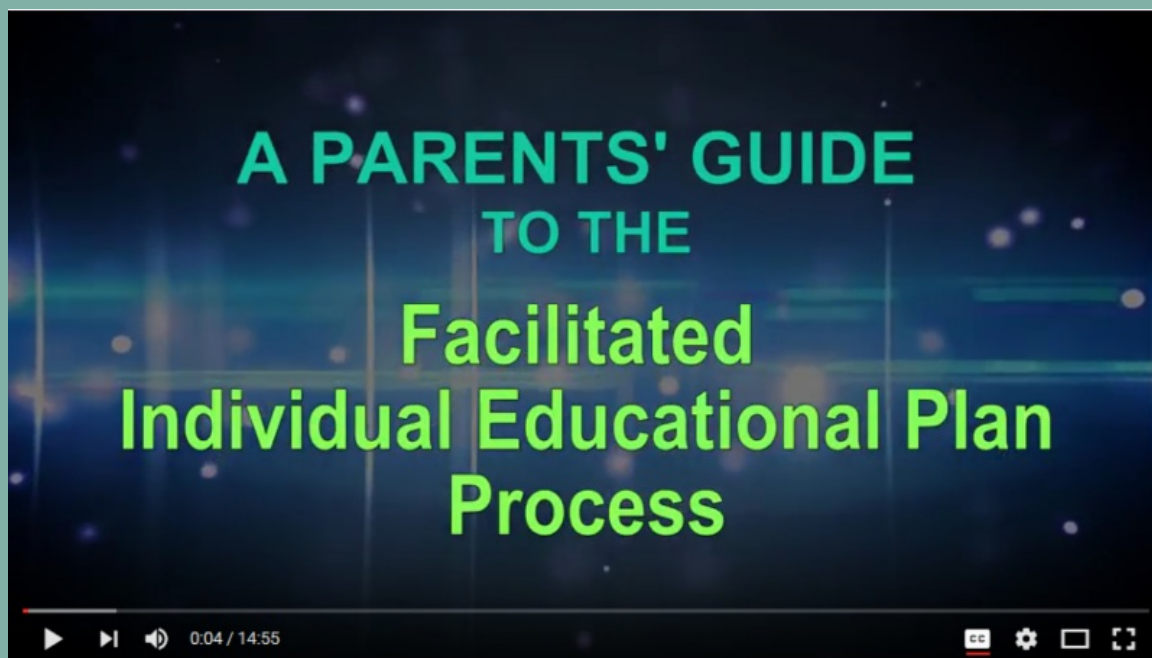 A PARENTS' GUIDE
TO THE
Facilitated
Individual Educational Plan
Process
0:04 / 14:55
CC